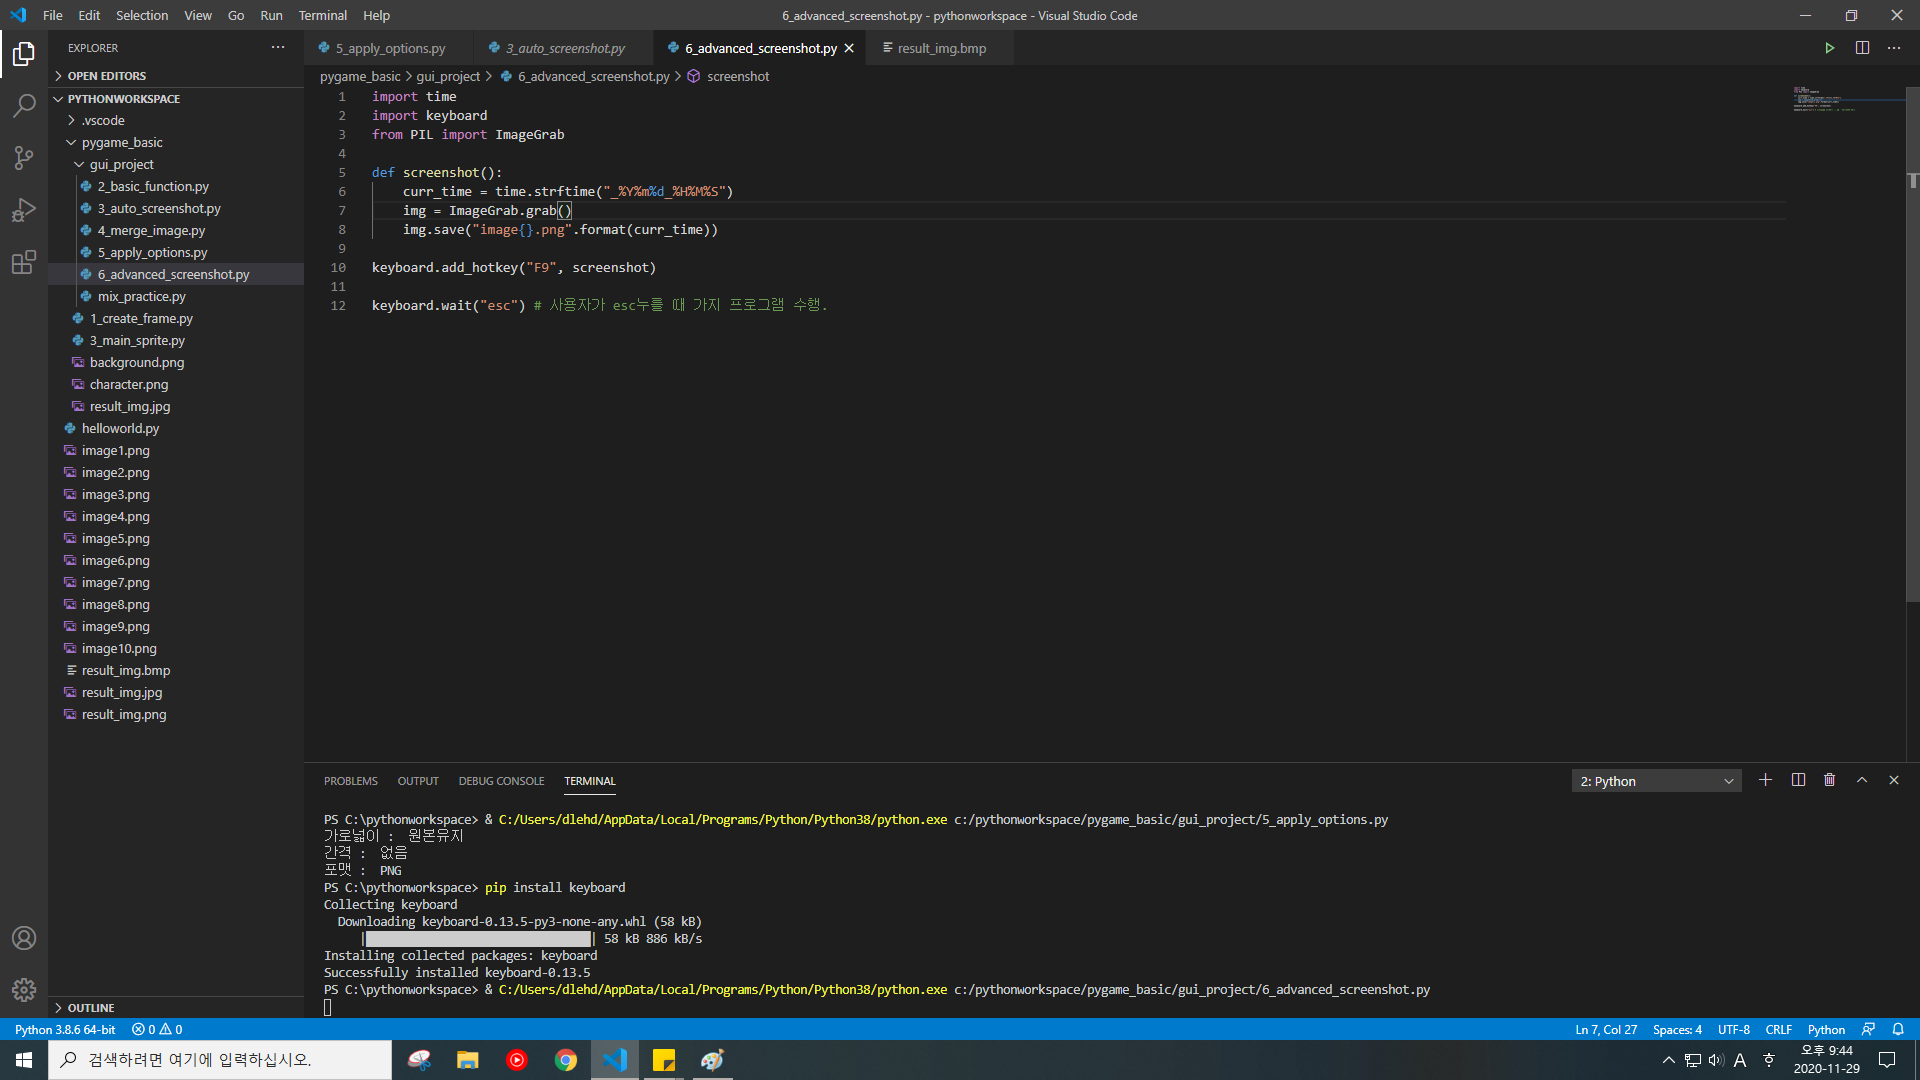 File Edit Selection View Go Run Terminal Help
6_advanced_screenshot.py - pythonworkspace - Visual Studio Code
EXPLORER
OPEN EDITORS
PYTHONWORKSPACE
.vscode
pygame_basic
gui_project
2_basic_function.py
3_auto_screenshot.py
4_merge_image.py
5_apply_options.py
6_advanced_screenshot.py
mix_practice.py
1_create_frame.py
3_main_sprite.py
background.png
character.png
result_img.jpg
helloworld.py
image1.png
image2.png
image3.png
image4.png
image5.png
image6.png
image7.png
image8.png
image9.png
image10.png
result_img.bmp
result_img.jpg
result_img.png
OUTLINE
5_apply_options.py 3_auto_screenshot.py 6_advanced_screenshot.py result_img.bmp
pygame_basic > gui_project > 6_advanced_screenshot.py > screenshot
1 import time
2 import keyboard
3 from PIL import ImageGrab
4
5 def screenshot():
6 curr_time = time.strftime("_%Y%m%d_%H%M%S")
7 img = ImageGrab.grab()
8 img.save("image{}.png".format(curr_time))
9
10 keyboard.add_hotkey("F9", screenshot)
11
12 keyboard.wait("esc") # 사용자가 esc누를 때 가지 프로그램 수행.
PROBLEMS OUTPUT DEBUG CONSOLE TERMINAL
2: Python
PS C:\pythonworkspace> & C:/Users/dlehd/AppData/Local/Programs/Python/Python38/python.exe c:/pythonworkspace/pygame_basic/gui_project/5_apply_options.py
가로넓이 : 원본유지
간격 : 없음
포맷 : PNG
PS C:\pythonworkspace> pip install keyboard
Collecting keyboard
Downloading keyboard-0.13.5-py3-none-any.whl (58 kB)
58 kB 886 kB/s
Installing collected packages: keyboard
Successfully installed keyboard-0.13.5
PS C:\pythonworkspace> & C:/Users/dlehd/AppData/Local/Programs/Python/Python38/python.exe c:/pythonworkspace/pygame_basic/gui_project/6_advanced_screenshot.py
Python 3.8.6 64-bit 0 0 Ln 7, Col 27 Spaces: 4 UTF-8 CRLF Python
검색하려면 여기에 입력하십시오.
A 한 오후 9:44
2020-11-29